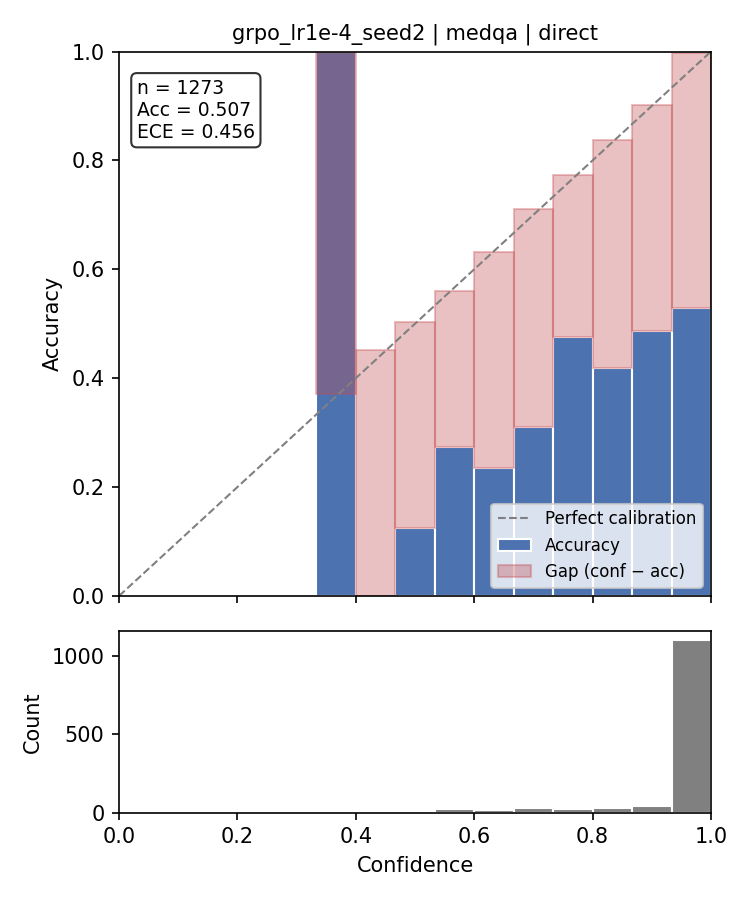 grpo_lr1e-4_seed2 | medqa | direct
n = 1273
Acc = 0.507
ECE = 0.456
Accuracy
1.0
0.8
0.6
0.4
0.2
0.0
Perfect calibration
Accuracy
Gap (conf − acc)
Count
1000
500
0
0.0 0.2 0.4 0.6 0.8 1.0
Confidence